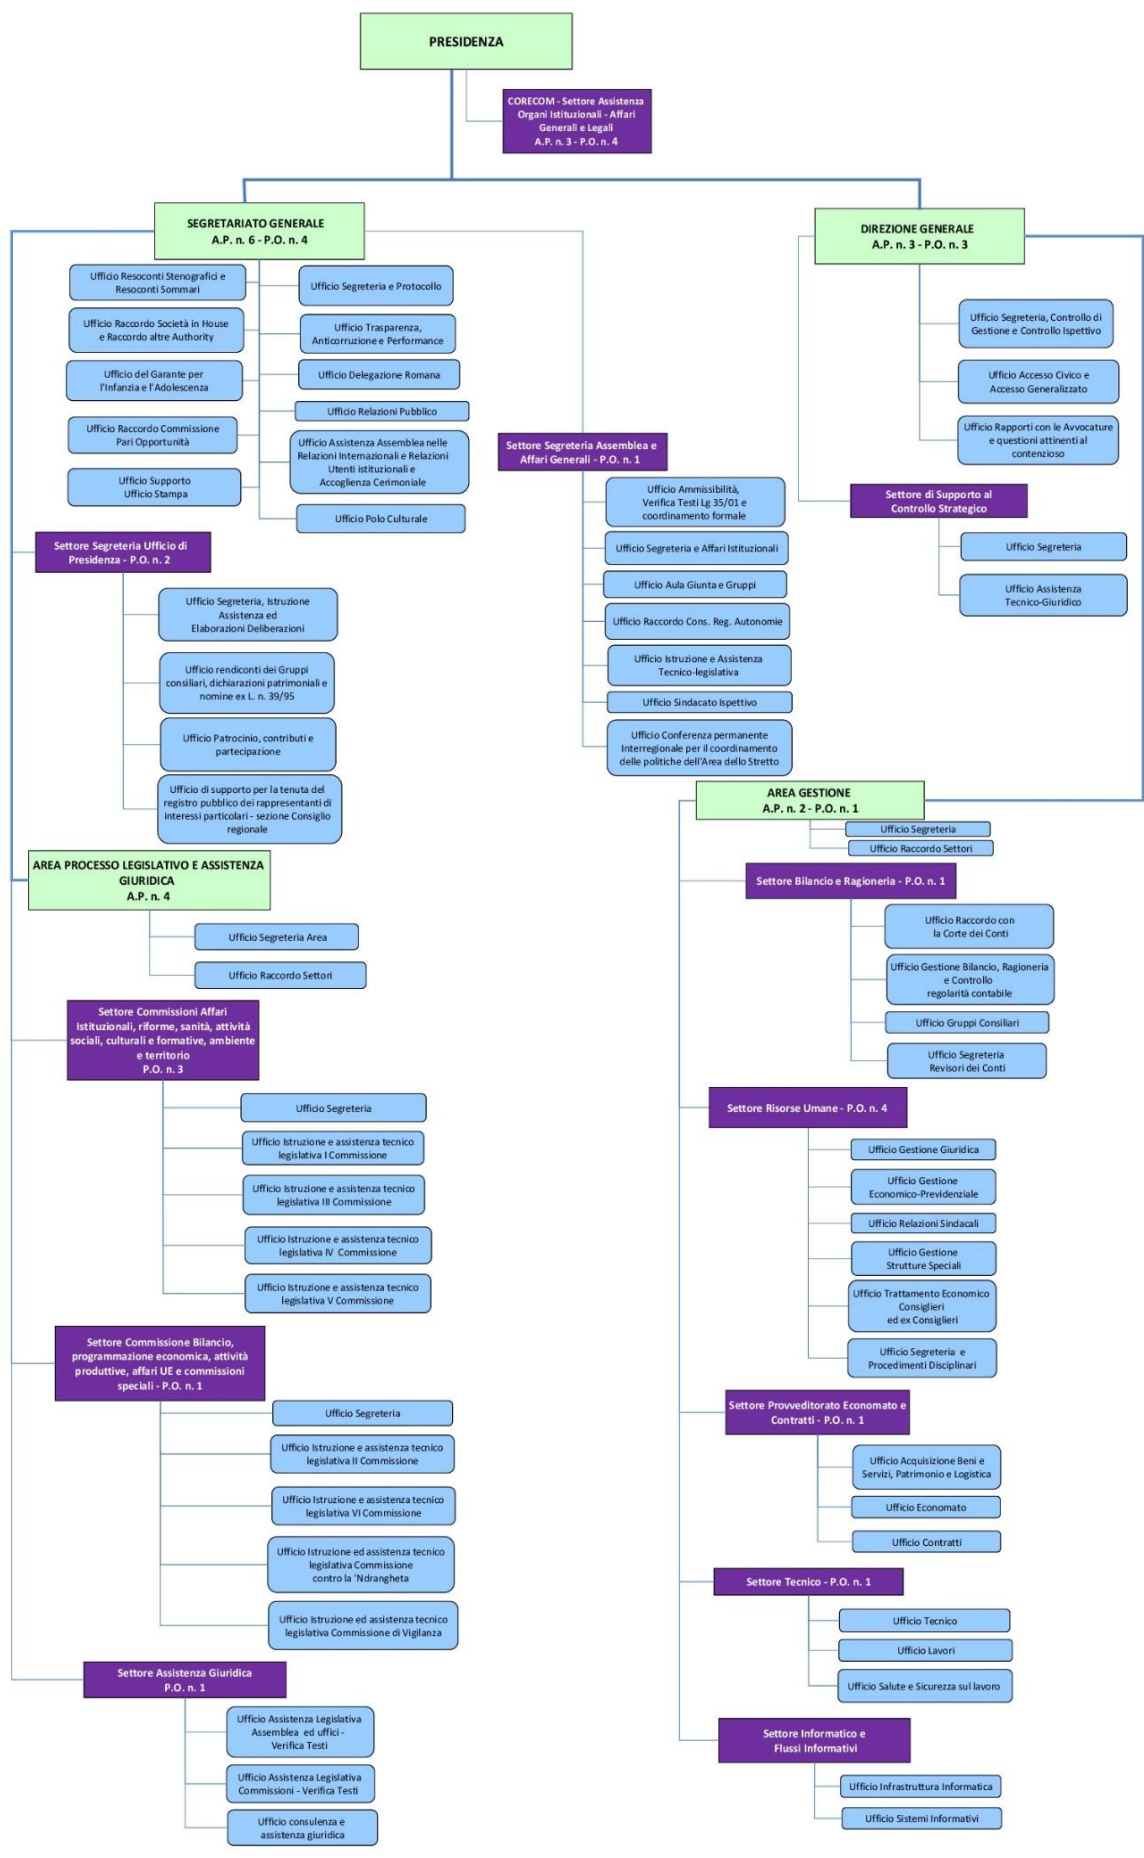 PRESIDENZA
CORECOM - Settore Assistenza
Organi Istituzionali - Affari
Generali e Legali
A.P. n. 3 - P.O. n. 4
SEGRETARIATO GENERALE
A.P. n. 6 - P.O. n. 4
Ufficio Resoconti Stenografici e
Resoconti Sommari
Ufficio Raccordo Società in House
e Raccordo altre Authority
Ufficio del Garante per
l'Infanzia e l'Adolescenza
Ufficio Raccordo Commissione
Pari Opportunità
Ufficio Supporto
Ufficio Stampa
Ufficio Segreteria e Protocollo
Ufficio Trasparenza,
Anticorruzione e Performance
Ufficio Delegazione Romana
Ufficio Relazioni Pubblico
Ufficio Assistenza Assemblea nelle
Relazioni Internazionali e Relazioni
Utenti istituzionali e
Accoglienza Cerimoniale
Ufficio Polo Culturale
Settore Segreteria Ufficio di
Presidenza - P.O. n. 2
Ufficio Segreteria, Istruzione
Assistenza ed
Elaborazioni Deliberazioni
Ufficio rendiconti dei Gruppi
consiliari, dichiarazioni patrimoniali e
nomine ex L. n. 39/95
Ufficio Patrocinio, contributi e
partecipazione
Ufficio di supporto per la tenuta del
registro pubblico dei rappresentanti di
interessi particolari - sezione Consiglio
regionale
Settore Segreteria Assemblea e
Affari Generali - P.O. n. 1
Ufficio Ammissibilità,
Verifica Testi Lg 35/01 e
coordinamento formale
Ufficio Segreteria e Affari Istituzionali
Ufficio Aula Giunta e Gruppi
Ufficio Raccordo Cons. Reg. Autonomie
Ufficio Istruzione e Assistenza
Tecnico-legislativa
Ufficio Sindacato Ispettivo
Ufficio Conferenza permanente
Interregionale per il coordinamento
delle politiche dell'Area dello Stretto
AREA PROCESSO LEGISLATIVO E ASSISTENZA
GIURIDICA
A.P. n. 4
Ufficio Segreteria Area
Ufficio Raccordo Settori
Settore Commissioni Affari
Istituzionali, riforme, sanità, attività
sociali, culturali e formative, ambiente
e territorio
P.O. n. 3
Ufficio Segreteria
Ufficio Istruzione e assistenza tecnico
legislativa I Commissione
Ufficio Istruzione e assistenza tecnico
legislativa III Commissione
Ufficio Istruzione e assistenza tecnico
legislativa IV Commissione
Ufficio Istruzione e assistenza tecnico
legislativa V Commissione
Settore Commissione Bilancio,
programmazione economica, attività
produttive, affari UE e commissioni
speciali - P.O. n. 1
Ufficio Segreteria
Ufficio Istruzione e assistenza tecnico
legislativa II Commissione
Ufficio Istruzione e assistenza tecnico
legislativa VI Commissione
Ufficio Istruzione ed assistenza tecnico
legislativa Commissione
contro la 'Ndrangheta
Ufficio Istruzione ed assistenza tecnico
legislativa Commissione di Vigilanza
Settore Assistenza Giuridica
P.O. n. 1
Ufficio Assistenza Legislativa
Assemblea ed uffici -
Verifica Testi
Ufficio Assistenza Legislativa
Commissioni - Verifica Testi
Ufficio consulenza e
assistenza giuridica
DIREZIONE GENERALE
A.P. n. 3 - P.O. n. 3
Ufficio Segreteria, Controllo di
Gestione e Controllo Ispettivo
Ufficio Accesso Civico e
Accesso Generalizzato
Ufficio Rapporti con le Avvocature
e questioni attinenti al
contenzioso
Settore di Supporto al
Controllo Strategico
Ufficio Segreteria
Ufficio Assistenza
Tecnico-Giuridico
AREA GESTIONE
A.P. n. 2 - P.O. n. 1
Ufficio Segreteria
Ufficio Raccordo Settori
Settore Bilancio e Ragioneria - P.O. n. 1
Ufficio Raccordo con
la Corte dei Conti
Ufficio Gestione Bilancio, Ragioneria
e Controllo
regolarità contabile
Ufficio Gruppi Consiliari
Ufficio Segreteria
Revisori dei Conti
Settore Risorse Umane - P.O. n. 4
Ufficio Gestione Giuridica
Ufficio Gestione
Economico-Previdenziale
Ufficio Relazioni Sindacali
Ufficio Gestione
Strutture Speciali
Ufficio Trattamento Economico
Consiglieri
ed ex Consiglieri
Ufficio Segreteria e
Procedimenti Disciplinari
Settore Provveditorato Economato e
Contratti - P.O. n. 1
Ufficio Acquisizione Beni e
Servizi, Patrimonio e Logistica
Ufficio Economato
Ufficio Contratti
Settore Tecnico - P.O. n. 1
Ufficio Tecnico
Ufficio Lavori
Ufficio Salute e Sicurezza sul lavoro
Settore Informatico e
Flussi Informativi
Ufficio Infrastruttura Informatica
Ufficio Sistemi Informativi